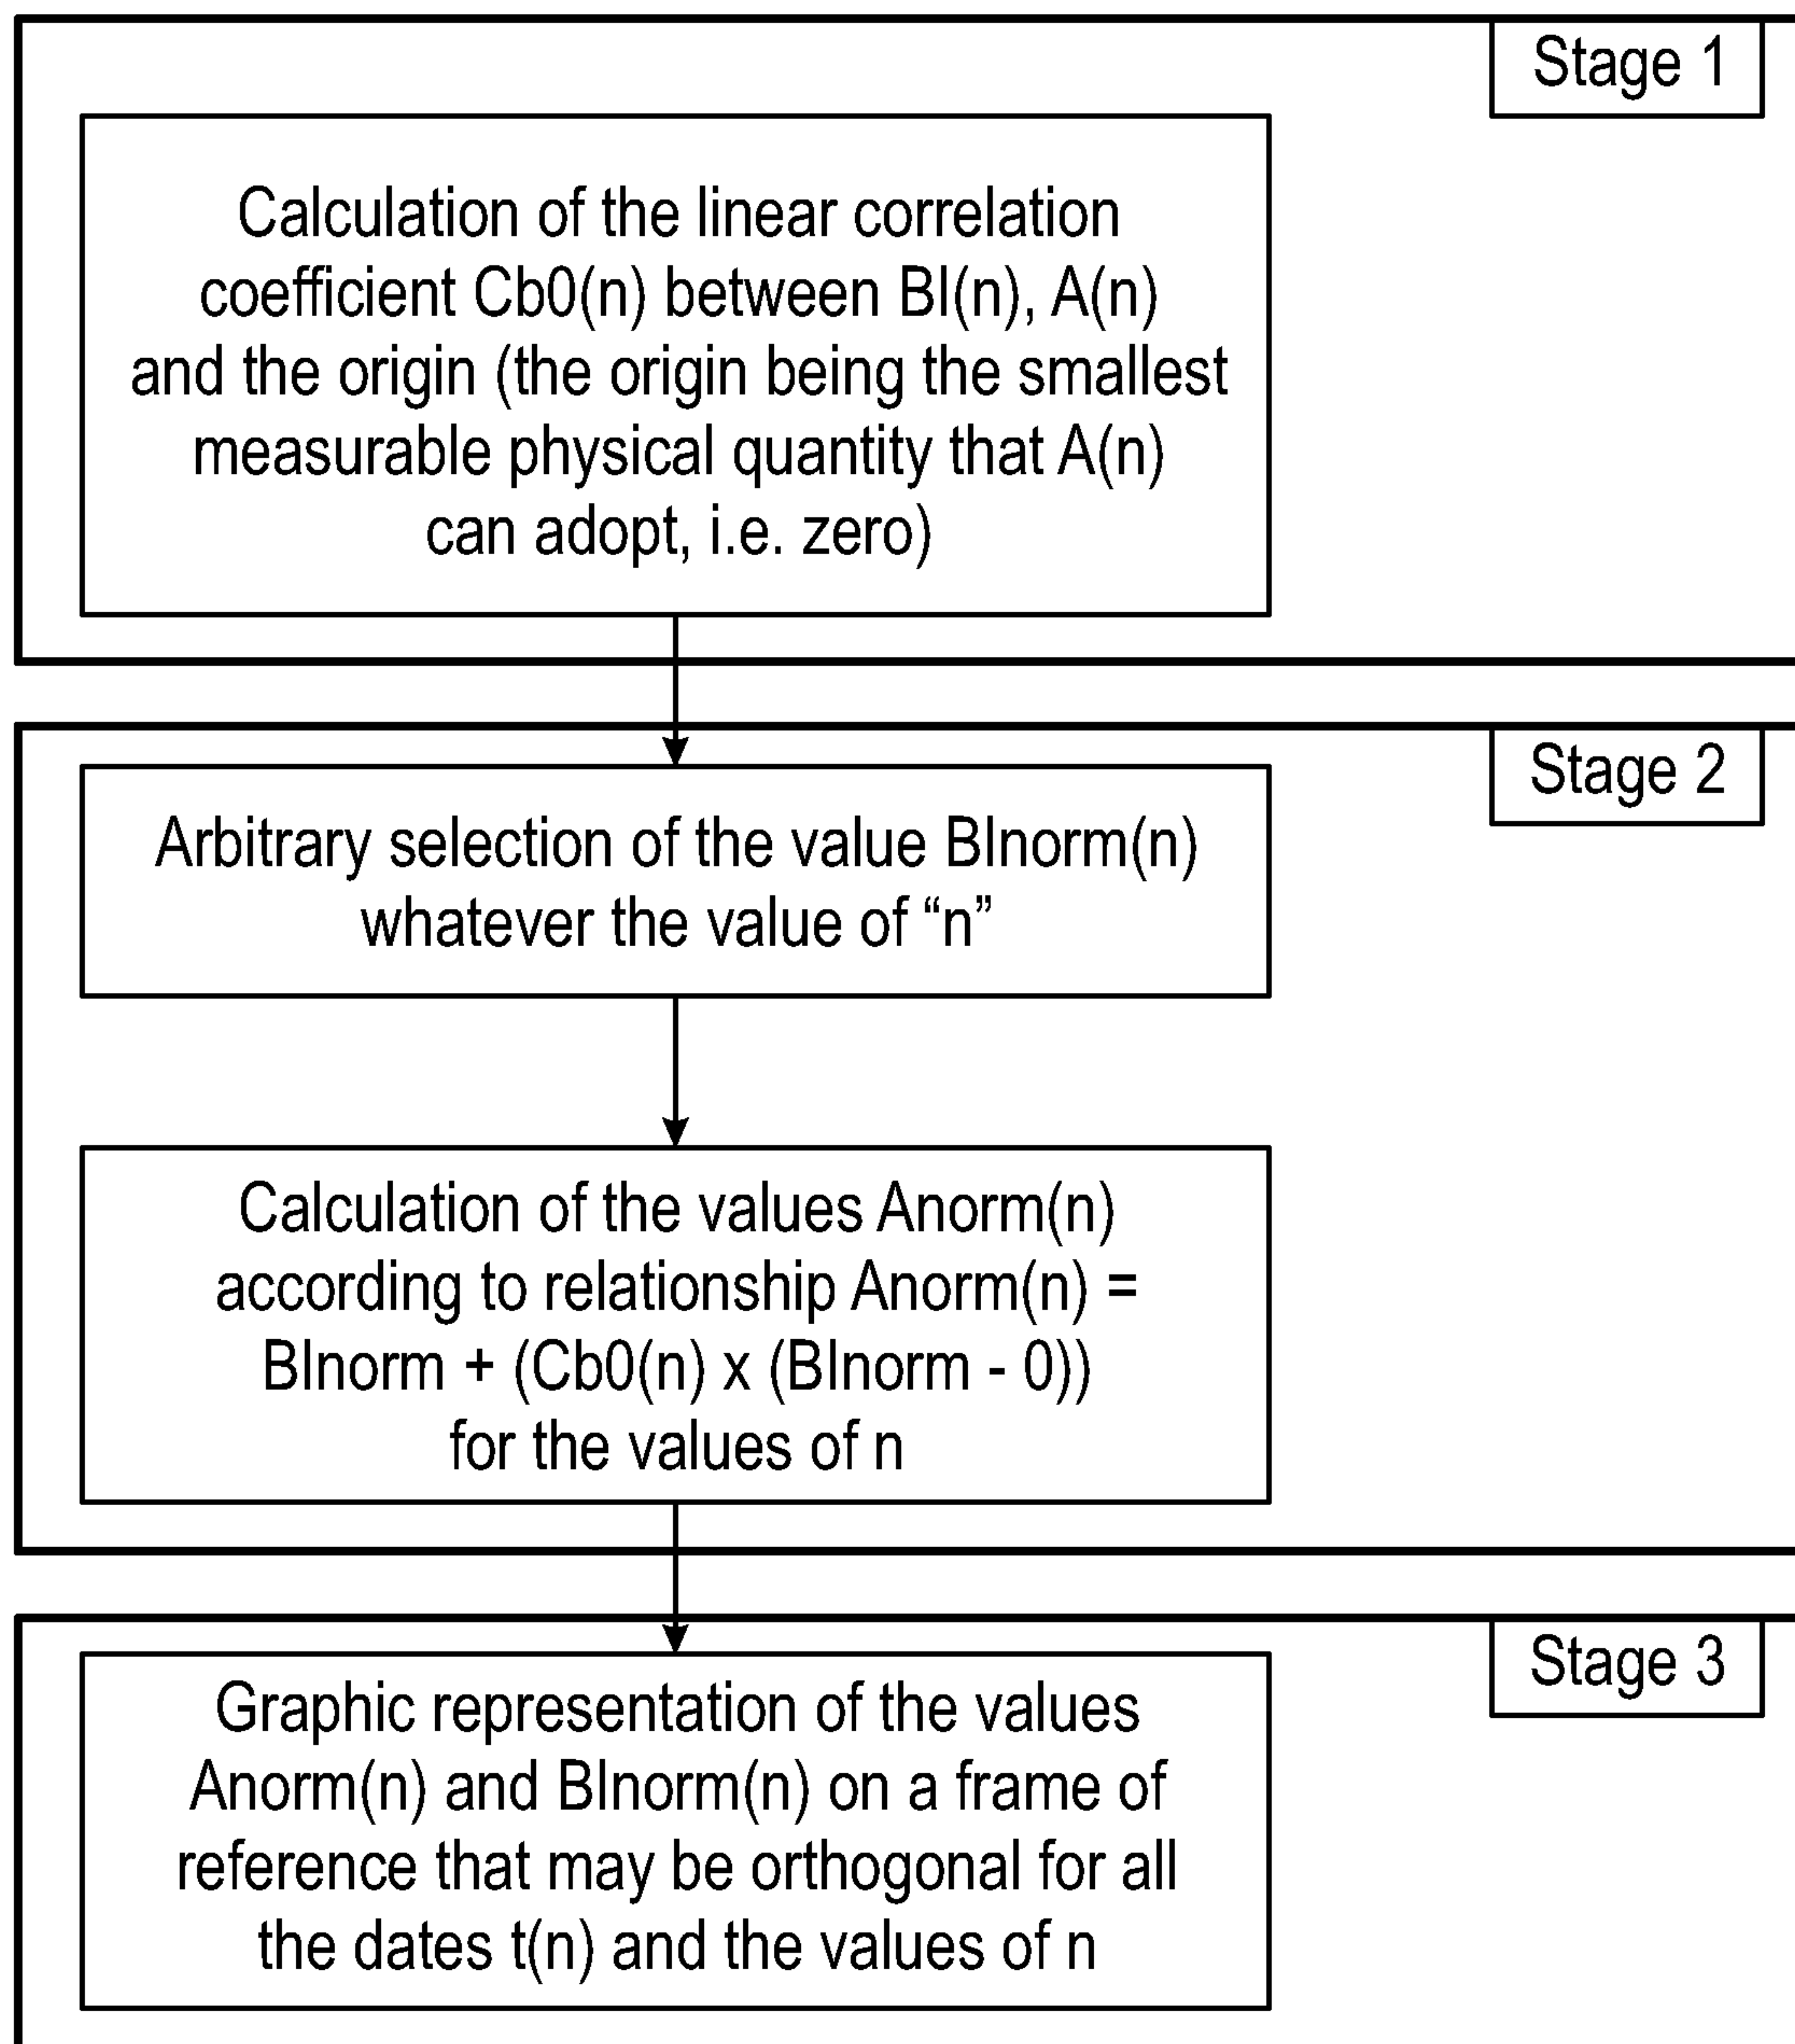 Stage 1
Calculation of the linear correlation
coefficient Cb0(n) between BI(n), A(n)
and the origin (the origin being the smallest
measurable physical quantity that A(n)
can adopt, i.e. zero)
Stage 2
Arbitrary selection of the value BInorm(n)
whatever the value of “n”
Calculation of the values Anorm(n)
according to relationship Anorm(n) =
BInorm + (Cb0(n) x (BInorm - 0))
for the values of n
Stage 3
Graphic representation of the values
Anorm(n) and BInorm(n) on a frame of
reference that may be orthogonal for all
the dates t(n) and the values of n